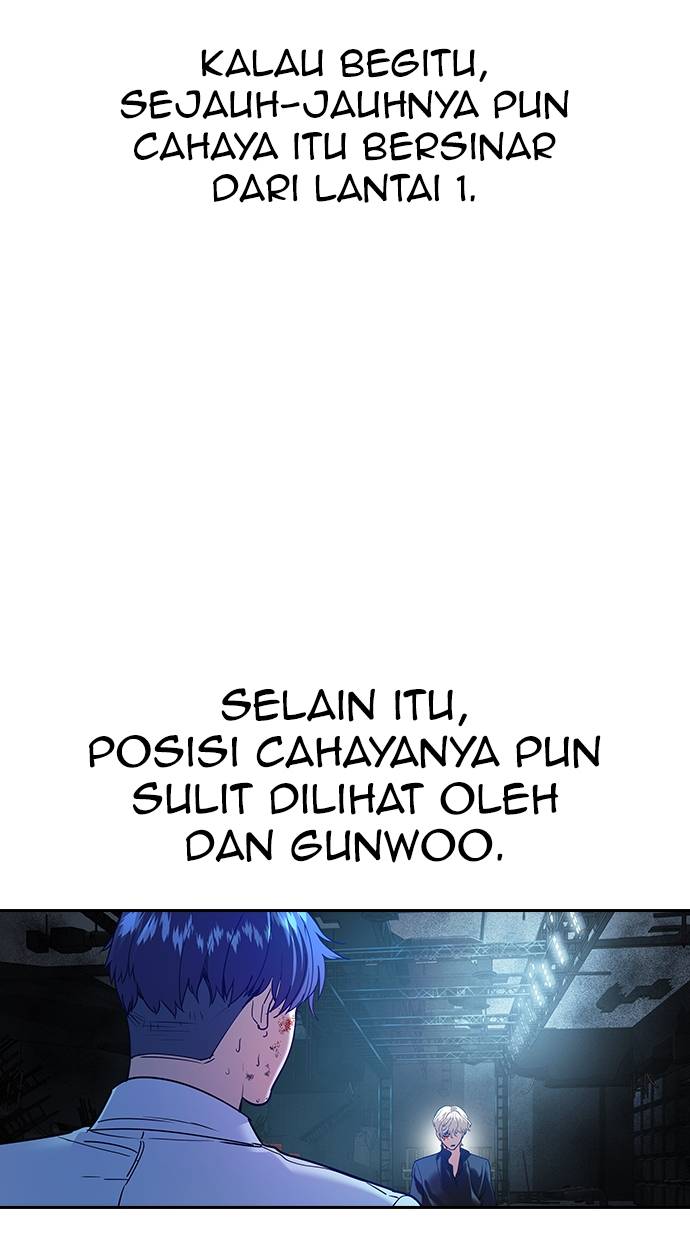 KALAU BEGITU,
SEJAUH-JAUHNYA PUN
CAHAYA ITU BERSINAR
DARI LANTAI 1.
SELAIN ITU,
POSISI CAHAYANYA PUN
SULIT DILIHAT OLEH
DAN GUNWOO.